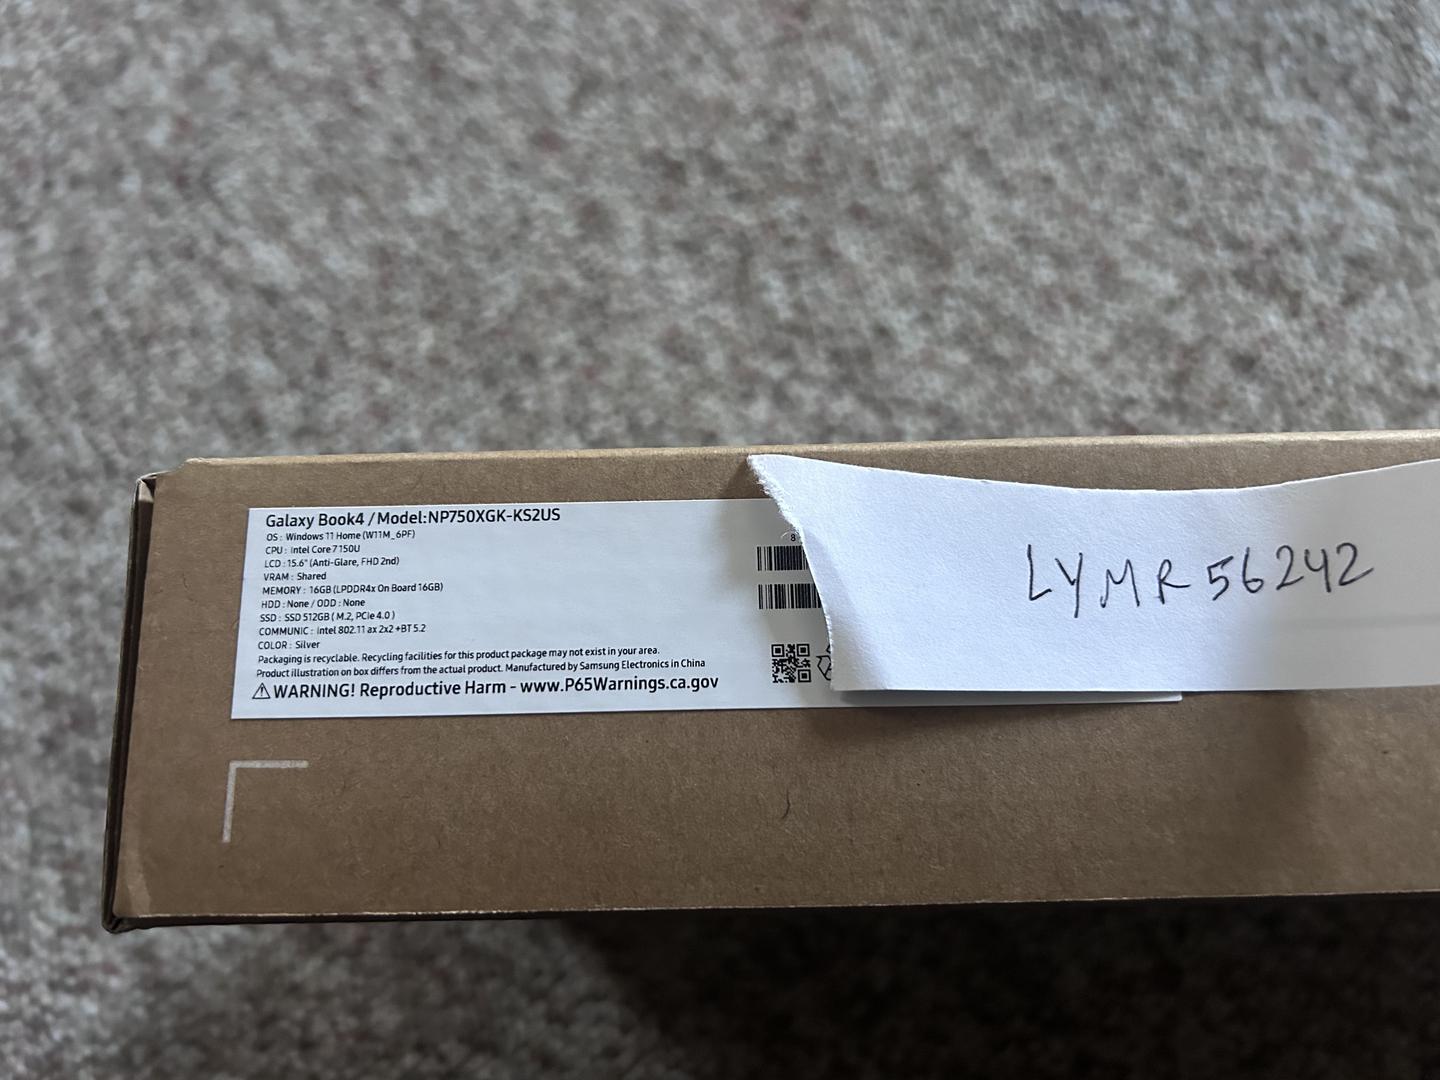 Galaxy Book4 / Model:NP750XGK-KS2US
OS : Windows 11 Home (W11M_6PF)
CPU : Intel Core 7 150U
LCD : 15.6" (Anti-Glare, FHD 2nd)
VRAM : Shared
MEMORY : 16GB (LPDDR4x On Board 16GB)
HDD : None / ODD : None
SSD : SSD 512GB ( M.2, PCIe 4.0 )
COMMUNIC : Intel 802.11 ax 2x2 +BT 5.2
COLOR : Silver
Packaging is recyclable. Recycling facilities for this product package may not exist in your area.
Product illustration on box differs from the actual product. Manufactured by Samsung Electronics in China
⚠WARNING! Reproductive Harm - www.P65Warnings.ca.gov
8
LYMR56242